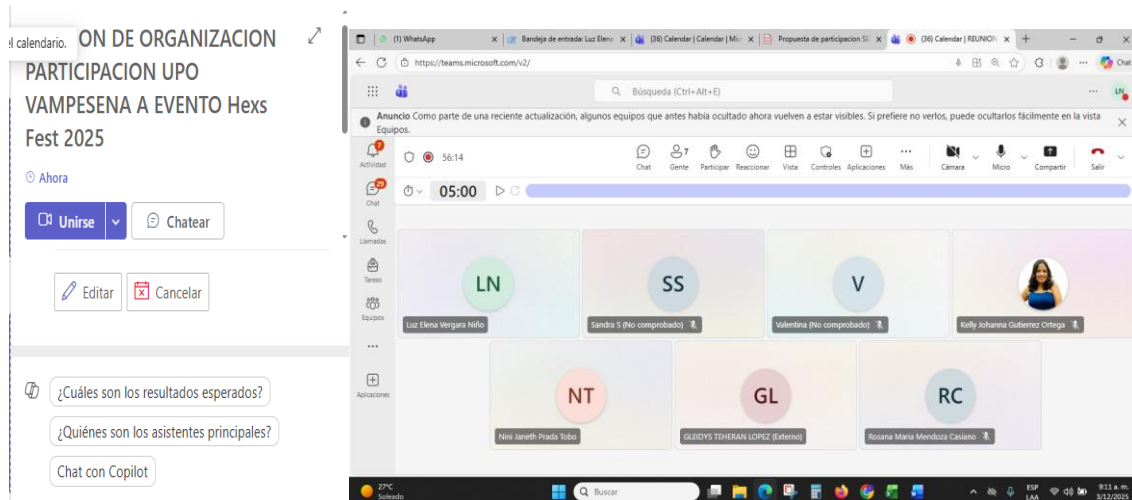 el calendario.
ON DE ORGANIZACION
PARTICIPACION UPO
VAMPESENA A EVENTO Hexs
Fest 2025
Ahora
Unirse
Chatear
Editar
Cancelar
¿Cuáles son los resultados esperados?
¿Quiénes son los asistentes principales?
Chat con Copilot
(1) WhatsApp
Bandeja de entrada: Luz Elena
(36) Calendar | Calendar | Mic
Propuesta de participacion SE
(36) Calendar | REUNION
https://teams.microsoft.com/v2/
Chat
Búsqueda (Ctrl+Alt+E)
LN
Anuncio Como parte de una reciente actualización, algunos equipos que antes había ocultado ahora vuelven a estar visibles. Si prefiere no verlos, puede ocultarlos fácilmente en la vista
Equipos.
7
Actividad
56:14
7
Chat
Gente
Participar
Reaccionar
Vista
Controles
Aplicaciones
Más
Cámara
Micro
Compartir
Salir
29
Chat
05:00
Llamadas
Tareas
Equipos
Aplicaciones
LN
Luz Elena Vergara Niño
SS
Sandra S (No comprobado)
V
Valentina (No comprobado)
Kelly Johanna Gutierrez Ortega
NT
Nini Janeth Prada Tobo
GL
GLEIDYS TEHERAN LOPEZ (Externo)
RC
Rosana Maria Mendoza Casiano
27°C
Soleado
Buscar
ESP
LAA
9:11 a. m.
3/12/2025